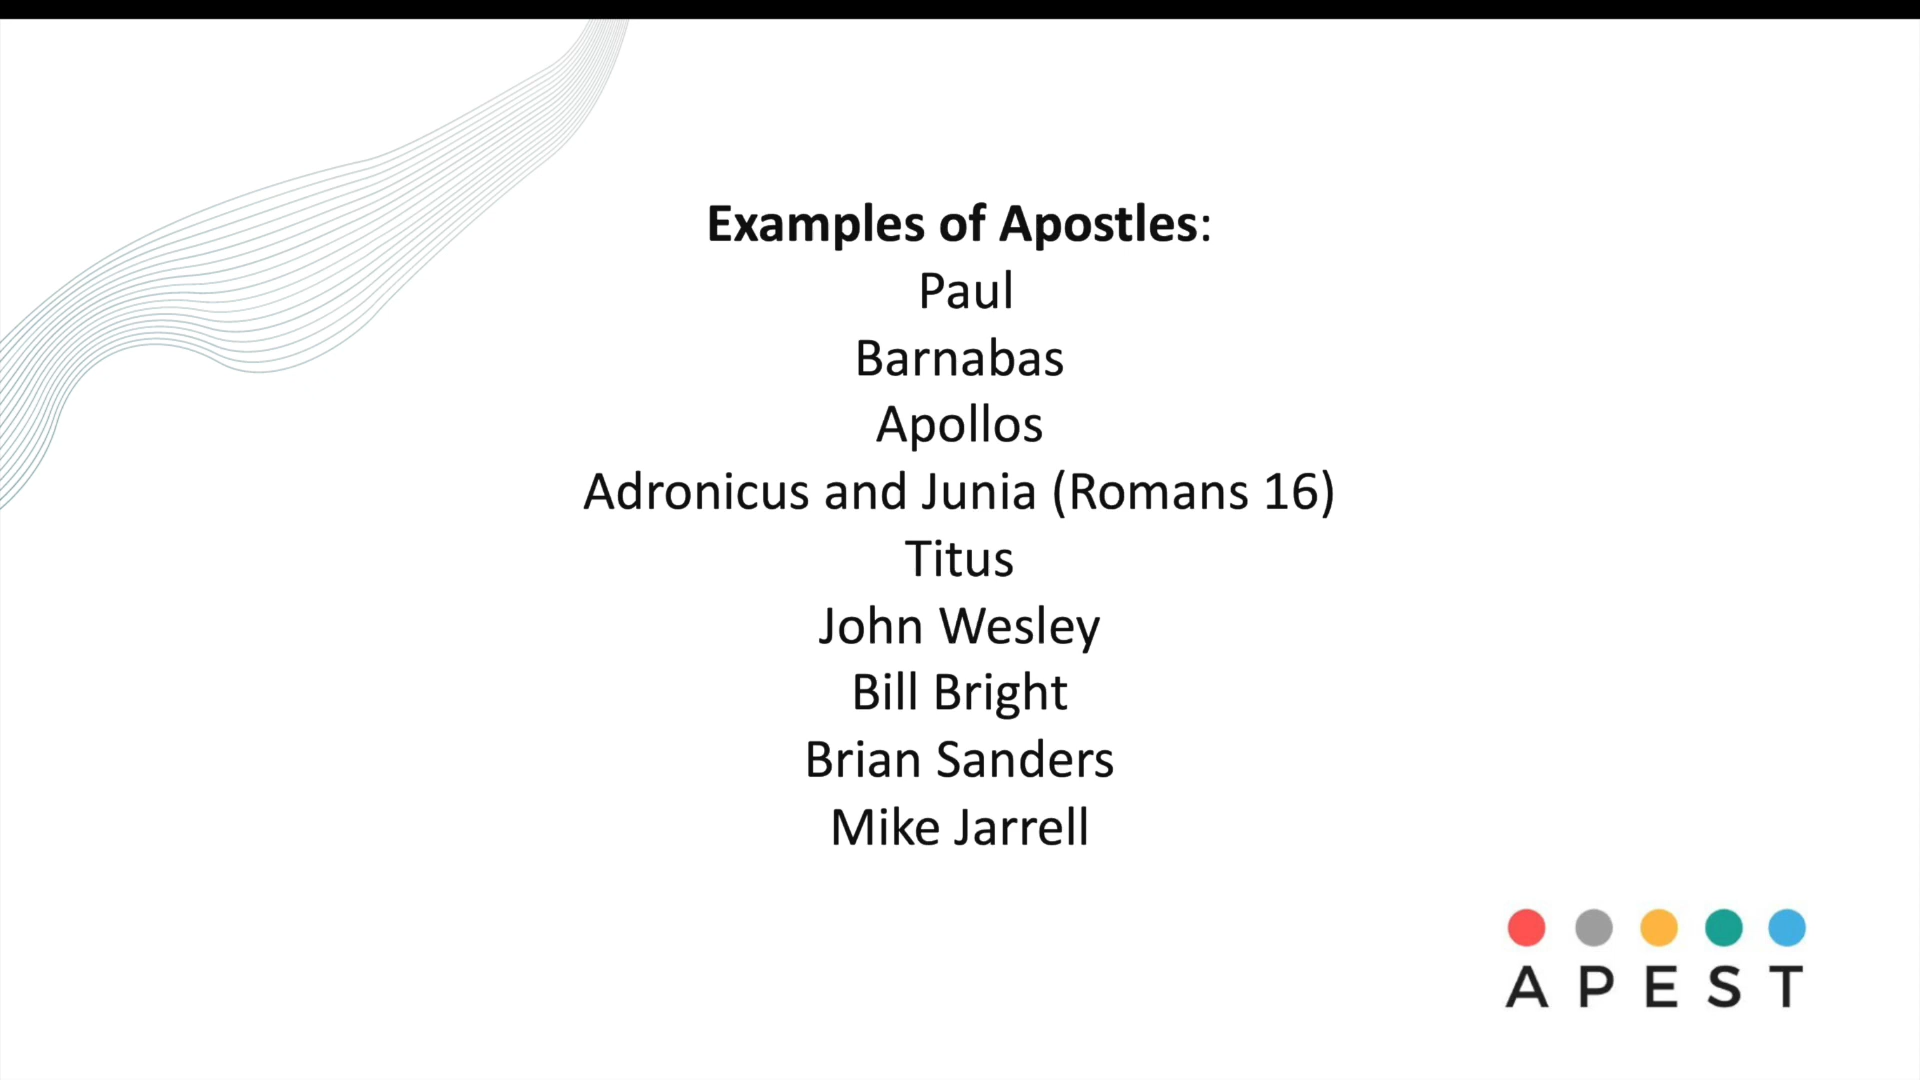 Examples of Apostles:
Paul
Barnabas
Apollos
Adronicus and Junia (Romans 16)
Titus
John Wesley
Bill Bright
Brian Sanders
Mike Jarrell
A P E S T